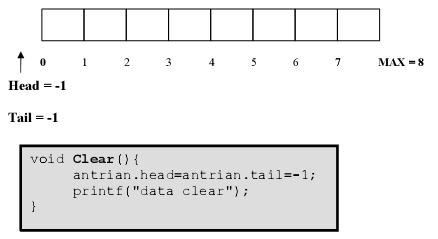 0 1 2 3 4 5 6 7 MAX = 8
Head = -1
Tail = -1
void Clear(){
antrian.head=antrian.tail=-1;
printf("data clear");
}